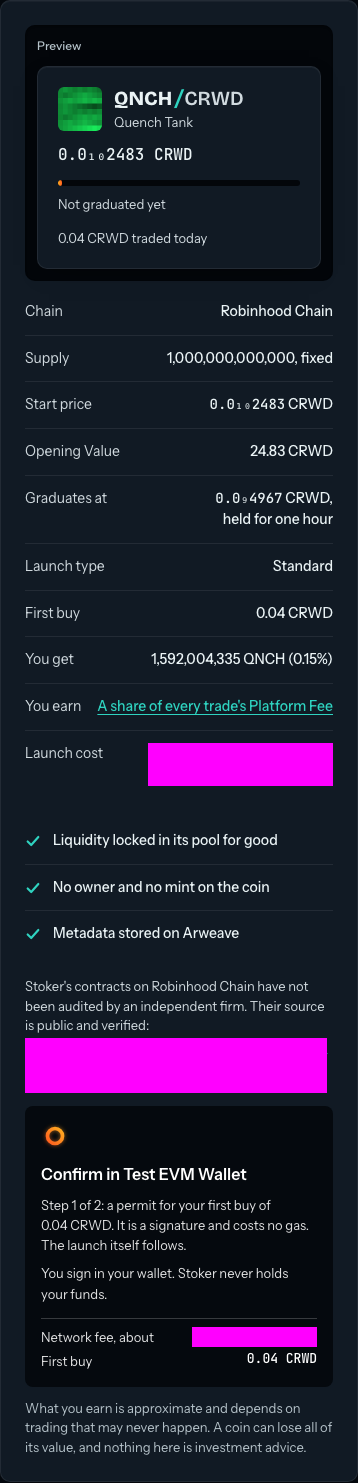 Preview
QNCH/CRWD
Quench Tank
0.0₁₀2483 CRWD
Not graduated yet
0.04 CRWD traded today
Chain Robinhood Chain
Supply 1,000,000,000,000, fixed
Start price 0.0₁₀2483 CRWD
Opening Value 24.83 CRWD
Graduates at 0.0₉4967 CRWD,
held for one hour
Launch type Standard
First buy 0.04 CRWD
You get 1,592,004,335 QNCH (0.15%)
You earn A share of every trade's Platform Fee
Launch cost
Liquidity locked in its pool for good
No owner and no mint on the coin
Metadata stored on Arweave
Stoker's contracts on Robinhood Chain have not
been audited by an independent firm. Their source
is public and verified:
Confirm in Test EVM Wallet
Step 1 of 2: a permit for your first buy of
0.04 CRWD. It is a signature and costs no gas.
The launch itself follows.
You sign in your wallet. Stoker never holds
your funds.
Network fee, about
First buy 0.04 CRWD
What you earn is approximate and depends on
trading that may never happen. A coin can lose all of
its value, and nothing here is investment advice.